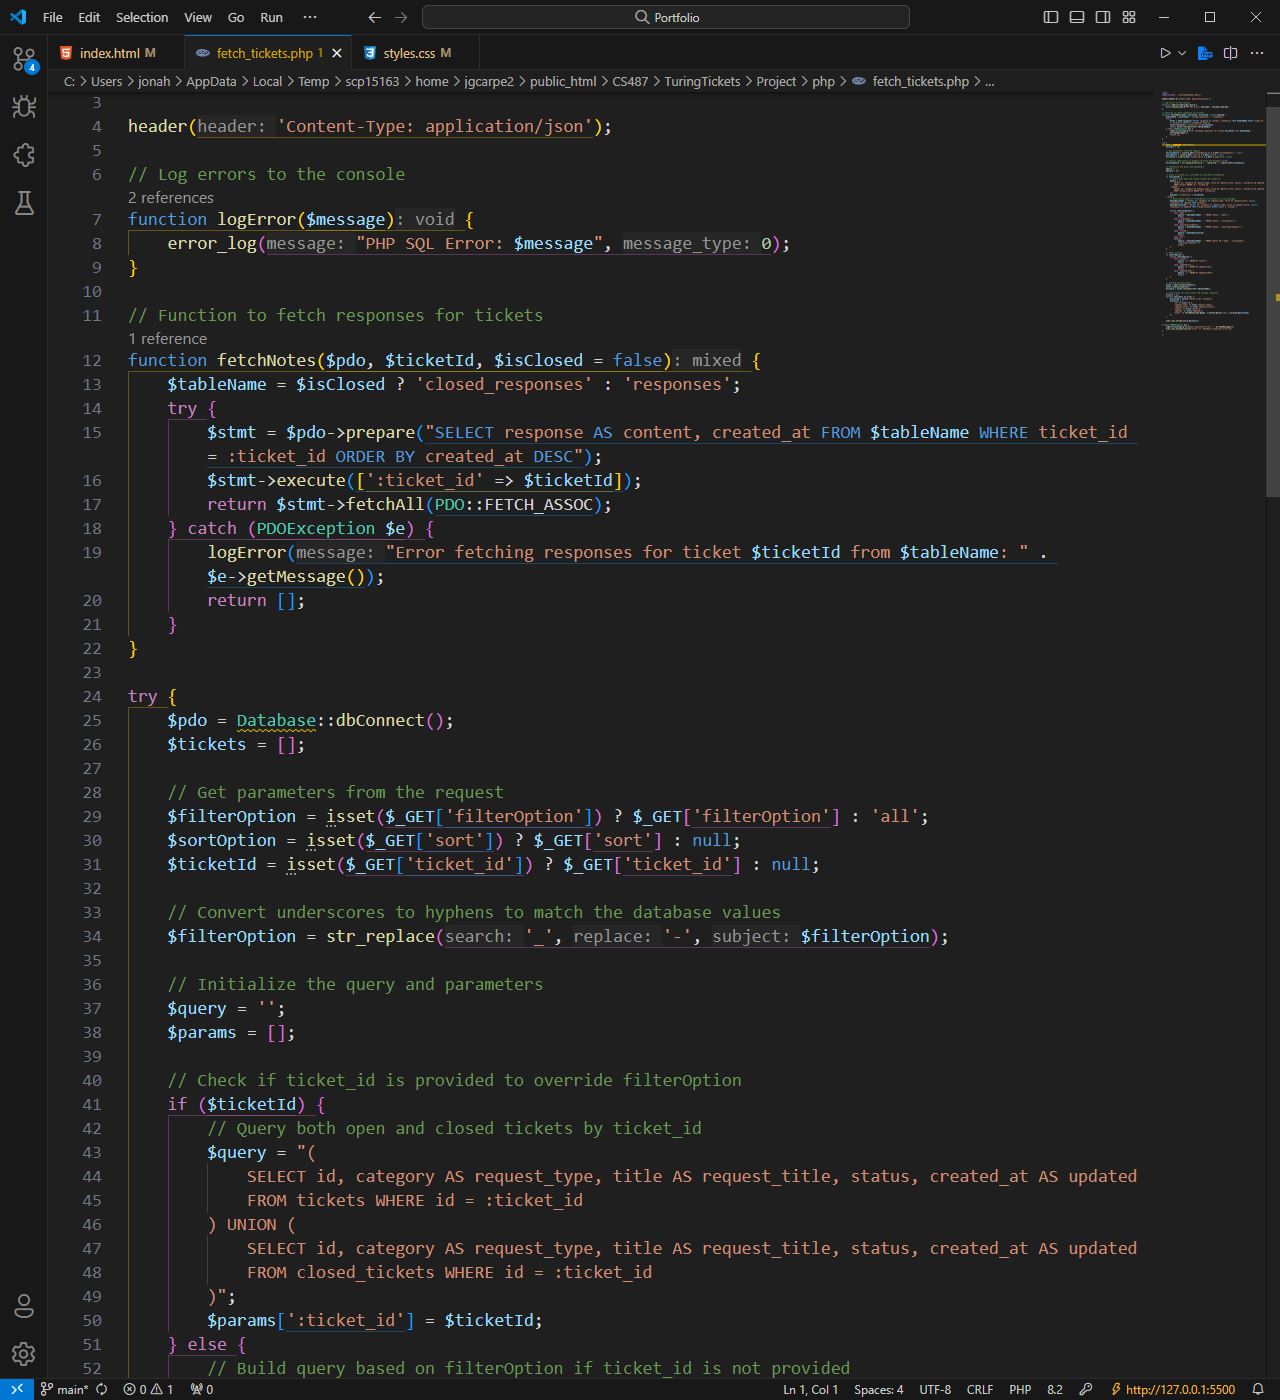 File Edit Selection View Go Run ··· Portfolio
index.html M fetch_tickets.php 1 styles.css M
C: > Users > jonah > AppData > Local > Temp > scp15163 > home > jgcarpe2 > public_html > CS487 > TuringTickets > Project > php > fetch_tickets.php > ...
4
3
4 header(header: 'Content-Type: application/json');
5
6 // Log errors to the console
2 references
7 function logError($message): void {
8 error_log(message: "PHP SQL Error: $message", message_type: 0);
9 }
10
11 // Function to fetch responses for tickets
1 reference
12 function fetchNotes($pdo, $ticketId, $isClosed = false): mixed {
13 $tableName = $isClosed ? 'closed_responses' : 'responses';
14 try {
15 $stmt = $pdo->prepare("SELECT response AS content, created_at FROM $tableName WHERE ticket_id
= :ticket_id ORDER BY created_at DESC");
16 $stmt->execute([':ticket_id' => $ticketId]);
17 return $stmt->fetchAll(PDO::FETCH_ASSOC);
18 } catch (PDOException $e) {
19 logError(message: "Error fetching responses for ticket $ticketId from $tableName: " .
$e->getMessage());
20 return [];
21 }
22 }
23
24 try {
25 $pdo = Database::dbConnect();
26 $tickets = [];
27
28 // Get parameters from the request
29 $filterOption = isset($_GET['filterOption']) ? $_GET['filterOption'] : 'all';
30 $sortOption = isset($_GET['sort']) ? $_GET['sort'] : null;
31 $ticketId = isset($_GET['ticket_id']) ? $_GET['ticket_id'] : null;
32
33 // Convert underscores to hyphens to match the database values
34 $filterOption = str_replace(search: '_', replace: '-', subject: $filterOption);
35
36 // Initialize the query and parameters
37 $query = '';
38 $params = [];
39
40 // Check if ticket_id is provided to override filterOption
41 if ($ticketId) {
42 // Query both open and closed tickets by ticket_id
43 $query = "(
44 SELECT id, category AS request_type, title AS request_title, status, created_at AS updated
45 FROM tickets WHERE id = :ticket_id
46 ) UNION (
47 SELECT id, category AS request_type, title AS request_title, status, created_at AS updated
48 FROM closed_tickets WHERE id = :ticket_id
49 )";
50 $params[':ticket_id'] = $ticketId;
51 } else {
52 // Build query based on filterOption if ticket_id is not provided
main* 0 1 0 Ln 1, Col 1 Spaces: 4 UTF-8 CRLF PHP 8.2 http://127.0.0.1:5500